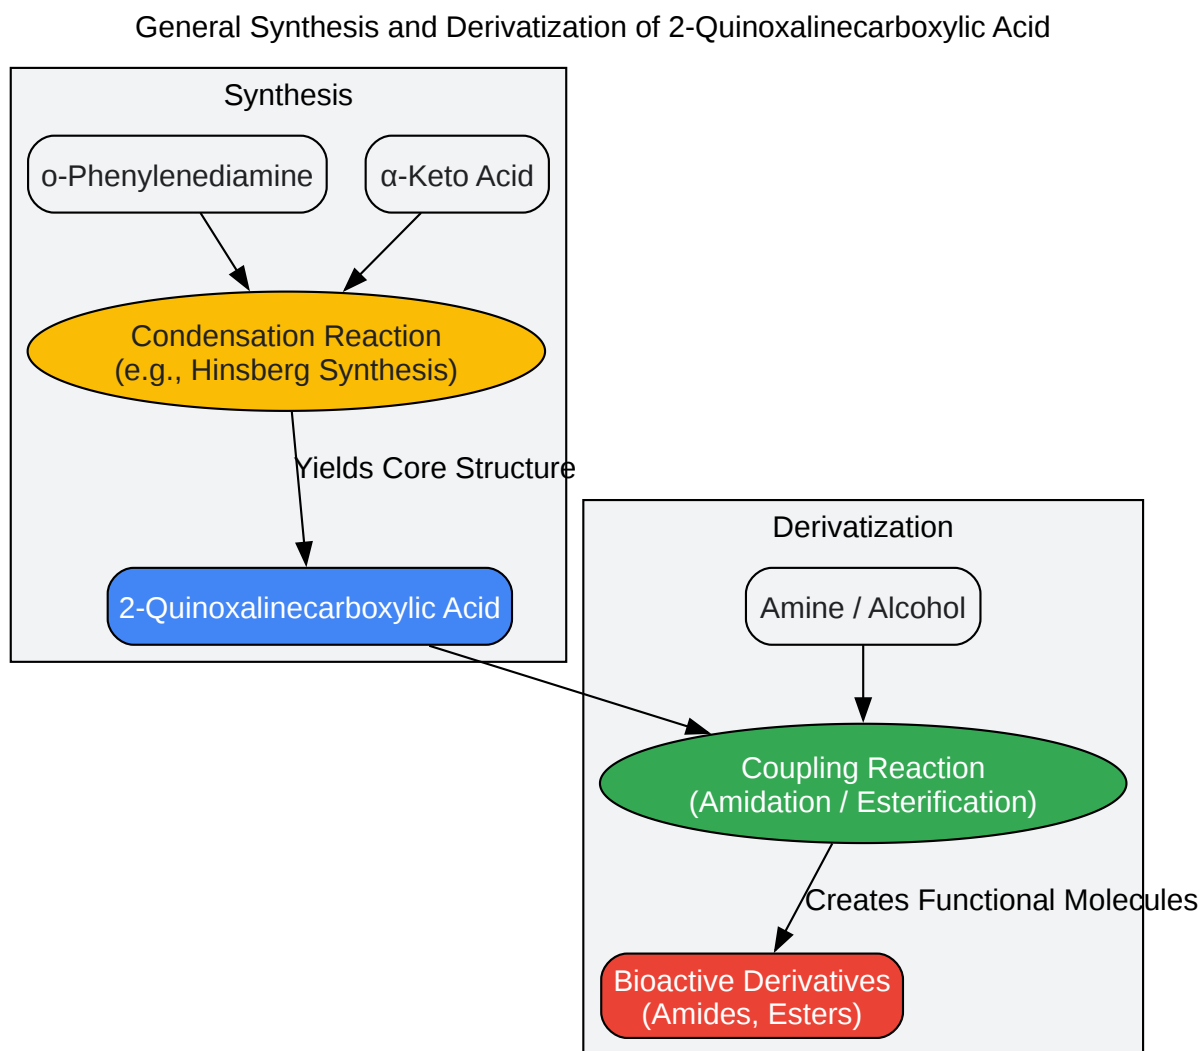 General Synthesis and Derivatization of 2-Quinoxalinecarboxylic Acid
Synthesis
o-Phenylenediamine
α-Keto Acid
Condensation Reaction
(e.g., Hinsberg Synthesis)
Yields Core Structure
2-Quinoxalinecarboxylic Acid
Derivatization
Amine / Alcohol
Coupling Reaction
(Amidation / Esterification)
Creates Functional Molecules
Bioactive Derivatives
(Amides, Esters)